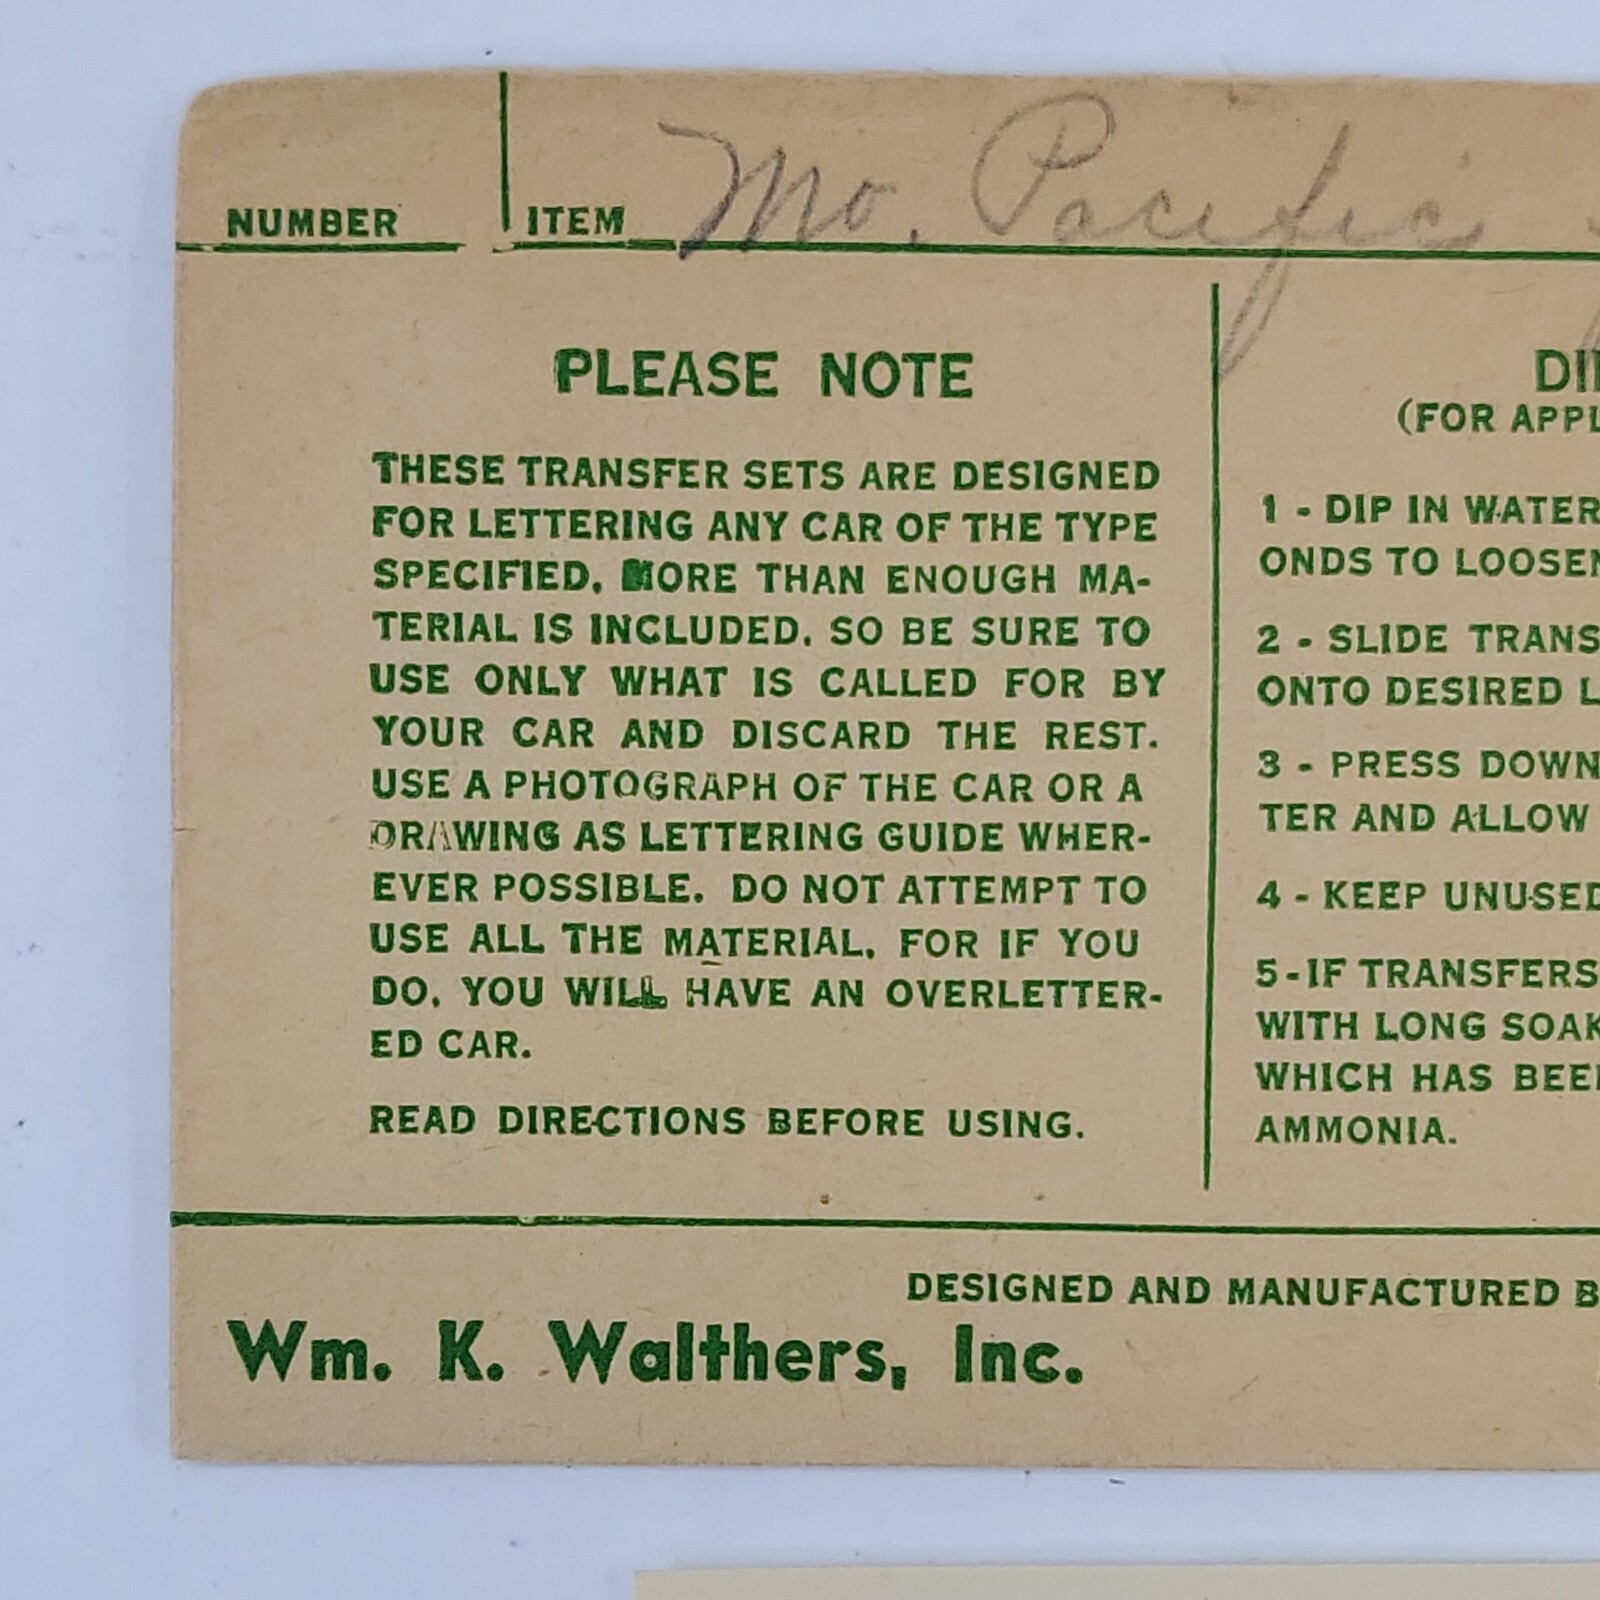 NUMBER ITEM Mo. Pacific
PLEASE NOTE
THESE TRANSFER SETS ARE DESIGNED
FOR LETTERING ANY CAR OF THE TYPE
SPECIFIED. MORE THAN ENOUGH MA-
TERIAL IS INCLUDED. SO BE SURE TO
USE ONLY WHAT IS CALLED FOR BY
YOUR CAR AND DISCARD THE REST.
USE A PHOTOGRAPH OF THE CAR OR A
DRAWING AS LETTERING GUIDE WHER-
EVER POSSIBLE. DO NOT ATTEMPT TO
USE ALL THE MATERIAL, FOR IF YOU
DO, YOU WILL HAVE AN OVERLETTER-
ED CAR.
READ DIRECTIONS BEFORE USING.
(FOR
1 - DIP IN WATER
ONDS TO LOOSEN
2 - SLIDE
ONTO DESIRED
3 - PRESS DOWN
TER AND ALLOW
4 - KEEP UNUSED
5 - IF TRANSFERS
WITH LONG
WHICH HAS
AMMONIA.
DESIGNED AND MANUFACTURED
Wm. K. Walthers, Inc.